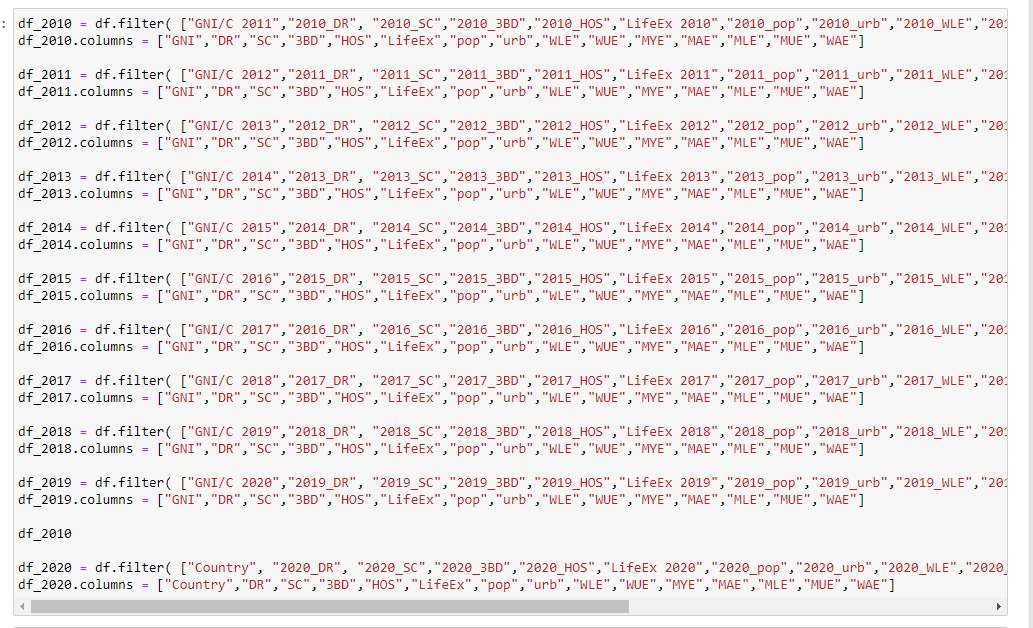 df_2010 = df.filter( ["GNI/C 2011","2010_DR", "2010_SC","2010_3BD","2010_HOS","LifeEx 2010","2010_pop","2010_urb","2010_WLE","201
df_2010.columns = ["GNI","DR","SC","3BD","HOS","LifeEx","pop","urb","WLE","WUE","MYE","MAE","MLE","MUE","WAE"]
df_2011 = df.filter( ["GNI/C 2012","2011_DR", "2011_SC","2011_3BD","2011_HOS","LifeEx 2011","2011_pop","2011_urb","2011_WLE","201
df_2011.columns = ["GNI","DR","SC","3BD","HOS","LifeEx","pop","urb","WLE","WUE","MYE","MAE","MLE","MUE","WAE"]
df_2012 = df.filter( ["GNI/C 2013","2012_DR", "2012_SC","2012_3BD","2012_HOS","LifeEx 2012","2012_pop","2012_urb","2012_WLE","201
df_2012.columns = ["GNI","DR","SC","3BD","HOS","LifeEx","pop","urb","WLE","WUE","MYE","MAE","MLE","MUE","WAE"]
df_2013 = df.filter( ["GNI/C 2014","2013_DR", "2013_SC","2013_3BD","2013_HOS","LifeEx 2013","2013_pop","2013_urb","2013_WLE","201
df_2013.columns = ["GNI","DR","SC","3BD","HOS","LifeEx","pop","urb","WLE","WUE","MYE","MAE","MLE","MUE","WAE"]
df_2014 = df.filter( ["GNI/C 2015","2014_DR", "2014_SC","2014_3BD","2014_HOS","LifeEx 2014","2014_pop","2014_urb","2014_WLE","201
df_2014.columns = ["GNI","DR","SC","3BD","HOS","LifeEx","pop","urb","WLE","WUE","MYE","MAE","MLE","MUE","WAE"]
df_2015 = df.filter( ["GNI/C 2016","2015_DR", "2015_SC","2015_3BD","2015_HOS","LifeEx 2015","2015_pop","2015_urb","2015_WLE","201
df_2015.columns = ["GNI","DR","SC","3BD","HOS","LifeEx","pop","urb","WLE","WUE","MYE","MAE","MLE","MUE","WAE"]
df_2016 = df.filter( ["GNI/C 2017","2016_DR", "2016_SC","2016_3BD","2016_HOS","LifeEx 2016","2016_pop","2016_urb","2016_WLE","201
df_2016.columns = ["GNI","DR","SC","3BD","HOS","LifeEx","pop","urb","WLE","WUE","MYE","MAE","MLE","MUE","WAE"]
df_2017 = df.filter( ["GNI/C 2018","2017_DR", "2017_SC","2017_3BD","2017_HOS","LifeEx 2017","2017_pop","2017_urb","2017_WLE","201
df_2017.columns = ["GNI","DR","SC","3BD","HOS","LifeEx","pop","urb","WLE","WUE","MYE","MAE","MLE","MUE","WAE"]
df_2018 = df.filter( ["GNI/C 2019","2018_DR", "2018_SC","2018_3BD","2018_HOS","LifeEx 2018","2018_pop","2018_urb","2018_WLE","201
df_2018.columns = ["GNI","DR","SC","3BD","HOS","LifeEx","pop","urb","WLE","WUE","MYE","MAE","MLE","MUE","WAE"]
df_2019 = df.filter( ["GNI/C 2020","2019_DR", "2019_SC","2019_3BD","2019_HOS","LifeEx 2019","2019_pop","2019_urb","2019_WLE","201
df_2019.columns = ["GNI","DR","SC","3BD","HOS","LifeEx","pop","urb","WLE","WUE","MYE","MAE","MLE","MUE","WAE"]
df_2010
df_2020 = df.filter( ["Country", "2020_DR", "2020_SC","2020_3BD","2020_HOS","LifeEx 2020","2020_pop","2020_urb","2020_WLE","2020_
df_2020.columns = ["Country","DR","SC","3BD","HOS","LifeEx","pop","urb","WLE","WUE","MYE","MAE","MLE","MUE","WAE"]